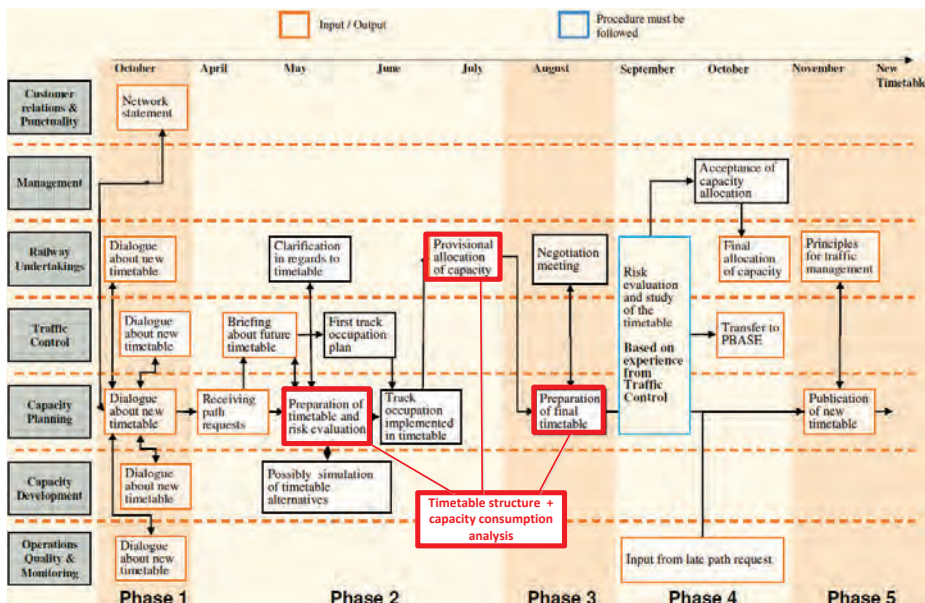 Input / Output
Procedure must be
followed
October
April
May
June
July
August
September
October
November
New
Timetable
Customer
relations &
Punctuality
Network
statement
Management
Acceptance of
capacity
allocation
Railway
Undertakings
Dialogue
about new
timetable
Clarification
in regards to
timetable
Provisional
allocation
of capacity
Negotiation
meeting
Risk
evaluation
and study
of the
timetable
Based on
experience
from
Traffic
Control
Final
allocation
of capacity
Principles
for traffic
management
Traffic
Control
Dialogue
about new
timetable
Briefing
about future
timetable
First track
occupation
plan
Transfer to
PBASE
Capacity
Planning
Dialogue
about new
timetable
Receiving
path
requests
Preparation of
timetable and
risk evaluation
Track
occupation
implemented
in timetable
Preparation
of final
timetable
Publication
of new
timetable
Capacity
Development
Dialogue
about new
timetable
Possibly simulation
of timetable
alternatives
Timetable structure +
capacity consumption
analysis
Operations
Quality &
Monitoring
Dialogue
about new
timetable
Input from late path request
Phase 1
Phase 2
Phase 3
Phase 4
Phase 5